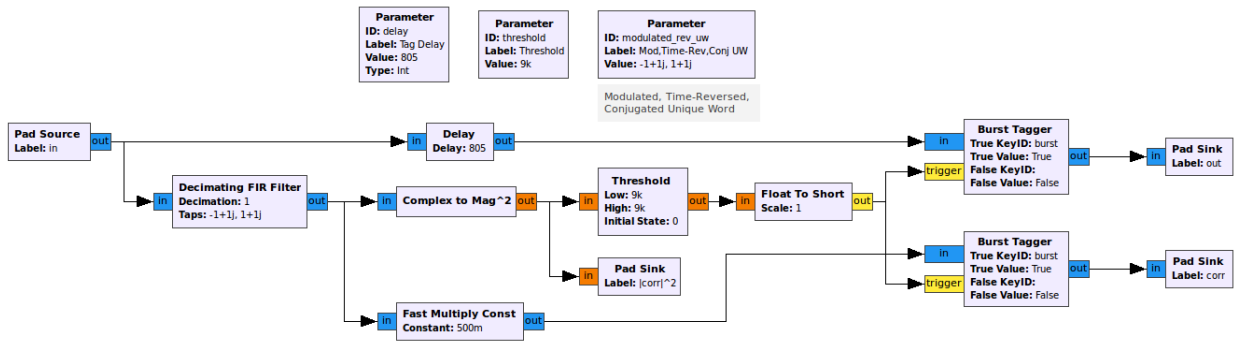 Parameter
ID: delay
Label: Tag Delay
Value: 805
Type: Int
Parameter
ID: threshold
Label: Threshold
Value: 9k
Parameter
ID: modulated_rev_uw
Label: Mod,Time-Rev,Conj UW
Value: -1+1j, 1+1j
Modulated, Time-Reversed,
Conjugated Unique Word
Pad Source
Label: in
out
in
Delay
Delay: 805
out
in
Burst Tagger
True KeyID: burst
True Value: True
False KeyID:
False Value: False
trigger
out
in
Pad Sink
Label: out
in
Decimating FIR Filter
Decimation: 1
Taps: -1+1j, 1+1j
out
in
Complex to Mag^2
out
in
Threshold
Low: 9k
High: 9k
Initial State: 0
out
in
Float To Short
Scale: 1
out
in
Pad Sink
Label: |corr|^2
in
Burst Tagger
True KeyID: burst
True Value: True
False KeyID:
False Value: False
trigger
out
in
Pad Sink
Label: corr
in
Fast Multiply Const
Constant: 500m
out